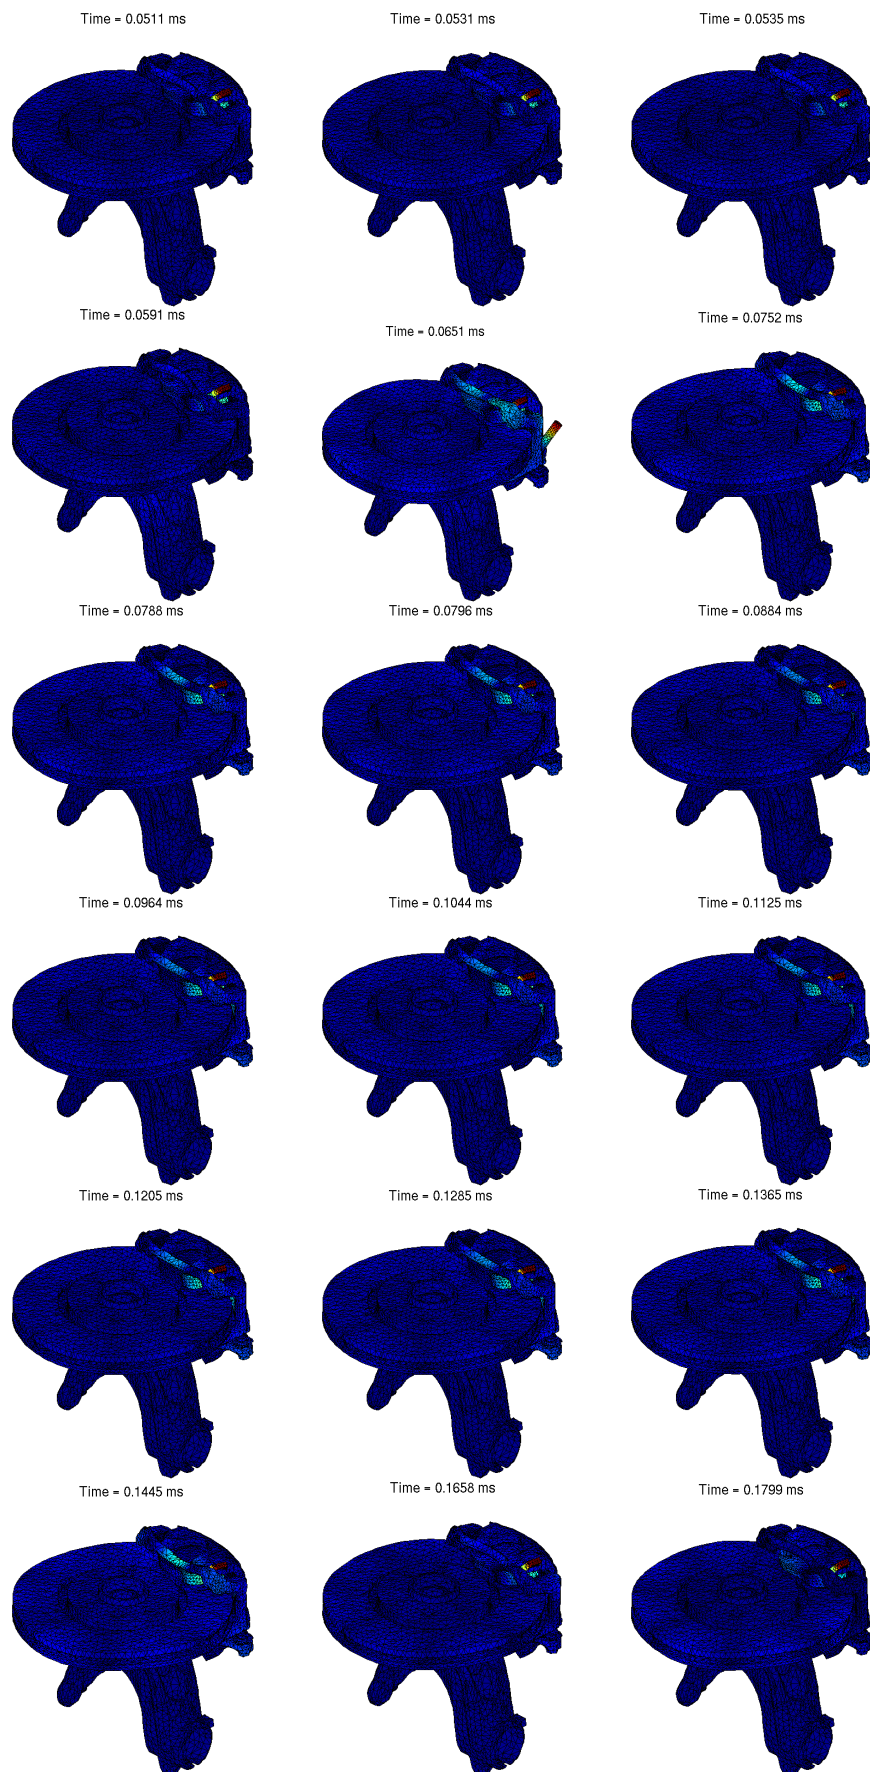 Time = 0.0511 ms
Time = 0.0531 ms
Time = 0.0535 ms
Time = 0.0591 ms
Time = 0.0651 ms
Time = 0.0752 ms
Time = 0.0788 ms
Time = 0.0796 ms
Time = 0.0884 ms
Time = 0.0964 ms
Time = 0.1044 ms
Time = 0.1125 ms
Time = 0.1205 ms
Time = 0.1285 ms
Time = 0.1365 ms
Time = 0.1445 ms
Time = 0.1658 ms
Time = 0.1799 ms